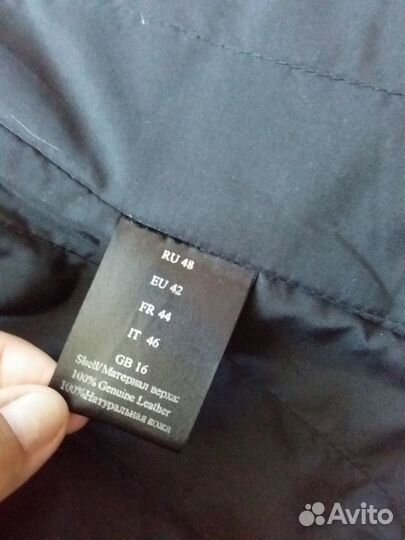 RU 48
EU 42
FR 44
IT 46
GB 16
Shell/Материал верха:
100% Genuine Leather
100%Натуральная кожа
Avito